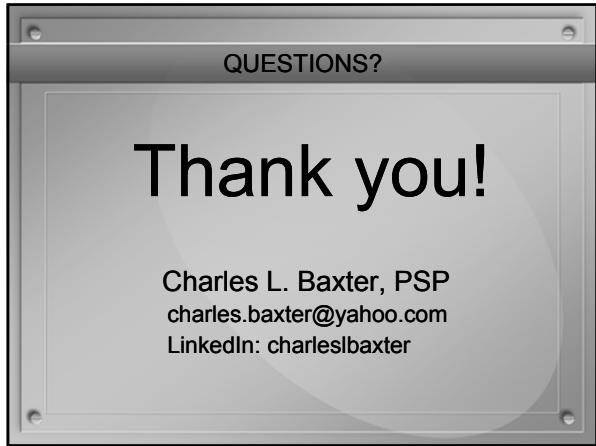 QUESTIONS?
Thank you!
Charles L. Baxter, PSP
charles.baxter@yahoo.com
LinkedIn: charleslbaxter